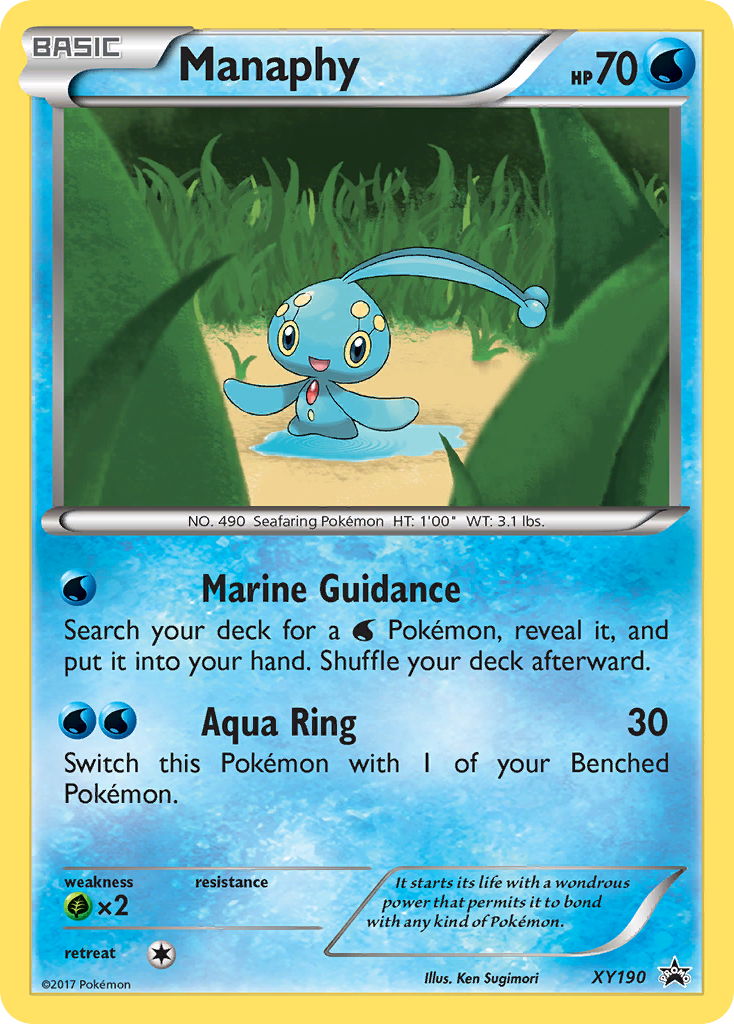 BASIC
Manaphy
HP 70
NO. 490 Seafaring Pokémon HT: 1'00" WT: 3.1 lbs.
Marine Guidance
Search your deck for a Pokémon, reveal it, and
put it into your hand. Shuffle your deck afterward.
Aqua Ring 30
Switch this Pokémon with 1 of your Benched
Pokémon.
weakness resistance
×2
It starts its life with a wondrous
power that permits it to bond
with any kind of Pokémon.
retreat
©2017 Pokémon
Illus. Ken Sugimori
XY190
PROMO